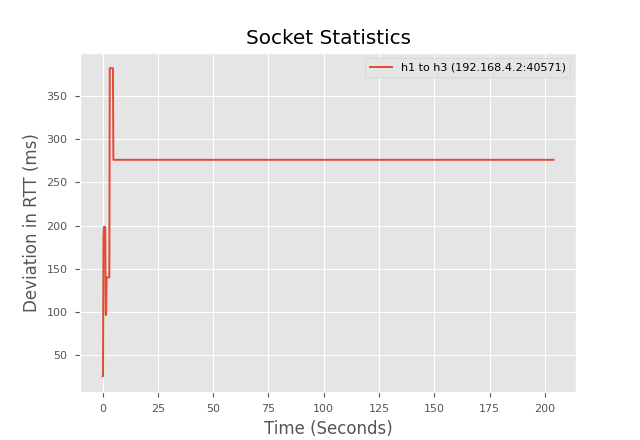 Socket Statistics
h1 to h3 (192.168.4.2:40571)
Deviation in RTT (ms)
350
300
250
200
150
100
50
0 25 50 75 100 125 150 175 200
Time (Seconds)